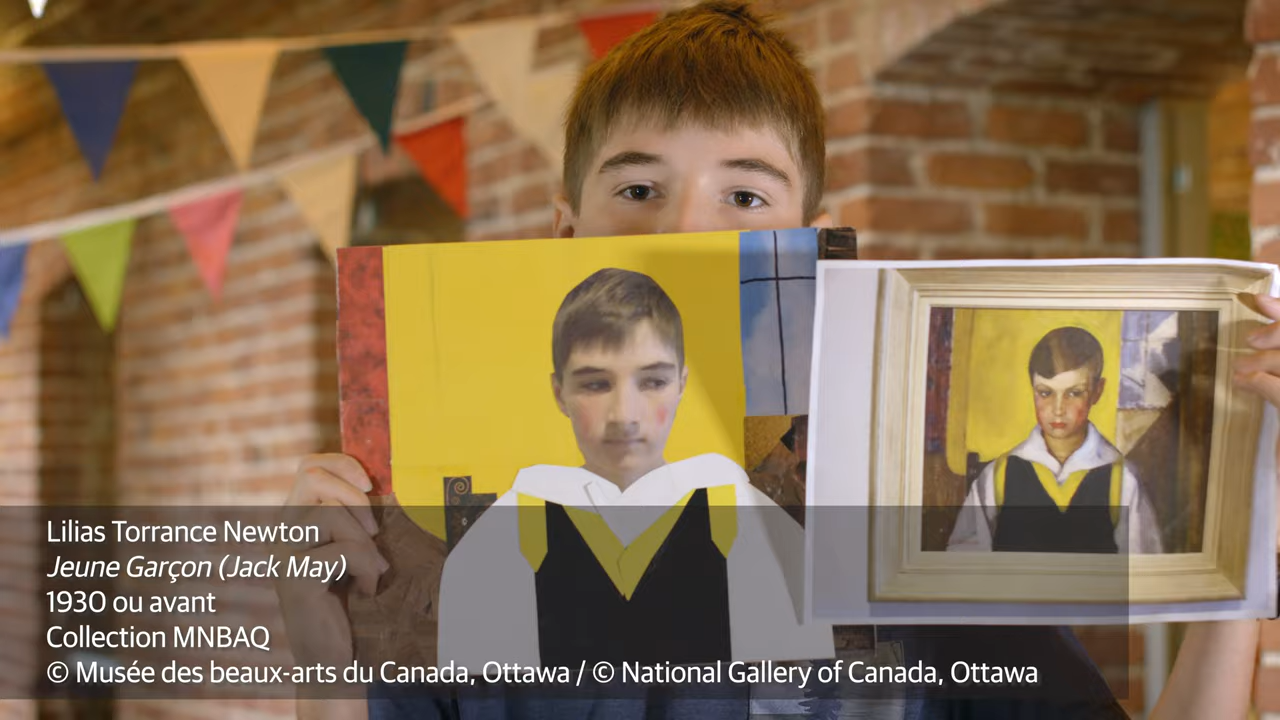 Lilias Torrance Newton
Jeune Garçon (Jack May)
1930 ou avant
Collection MNBAQ
© Musée des beaux-arts du Canada, Ottawa / © National Gallery of Canada, Ottawa